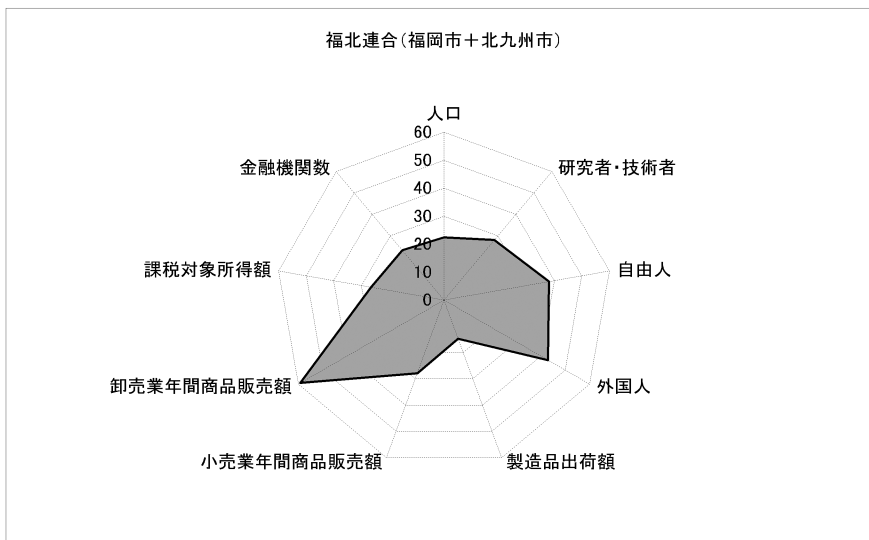 福北連合(福岡市＋北九州市)
人口
60
50
40
30
20
10
0
研究者・技術者
自由人
外国人
製造品出荷額
小売業年間商品販売額
卸売業年間商品販売額
課税対象所得額
金融機関数